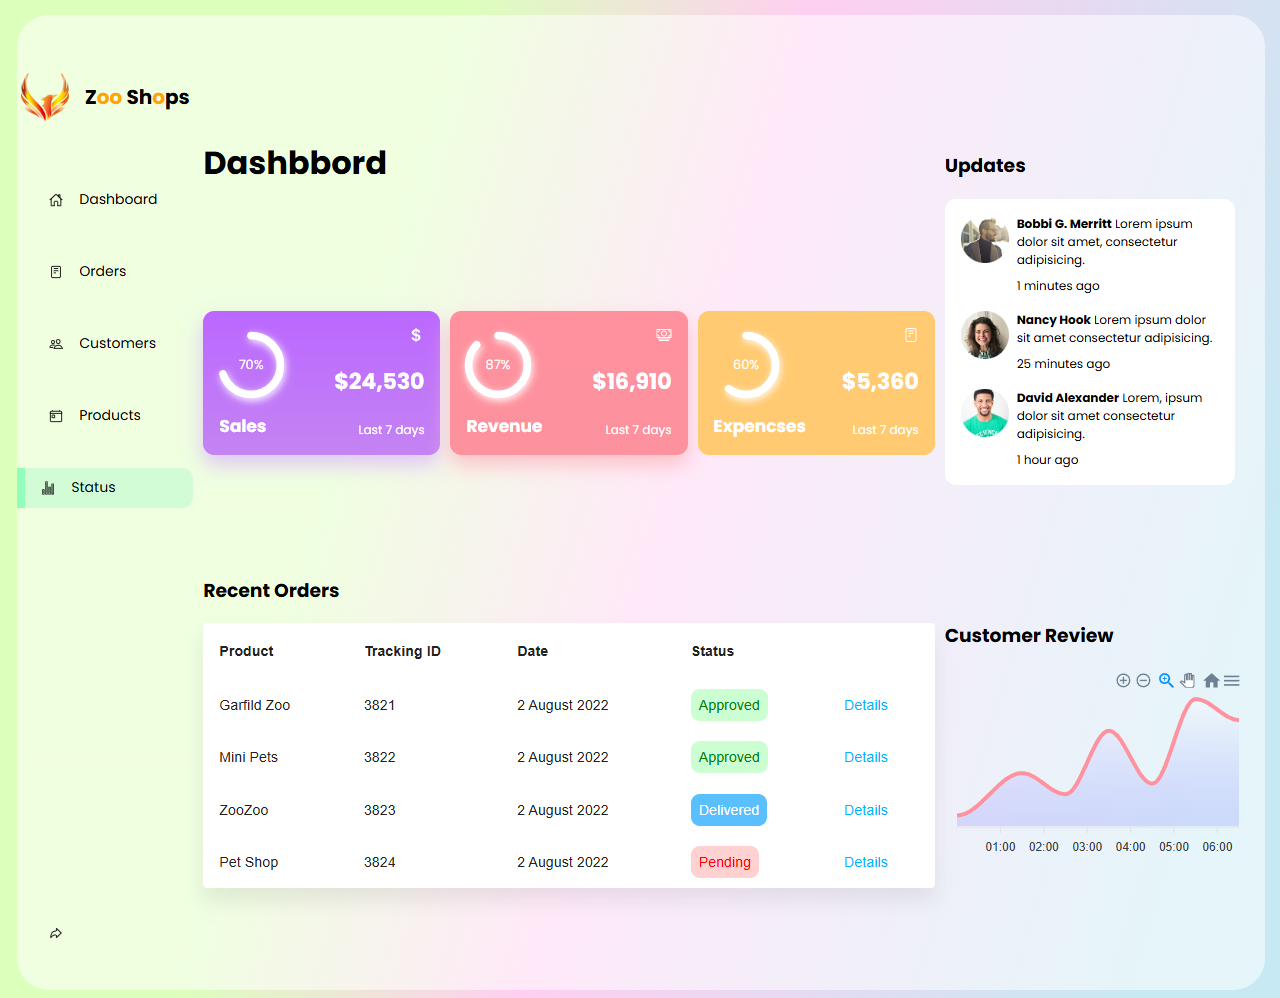 Zoo Shops
Dashboard
Orders
Customers
Products
Status
Dashbbord
70%
$
$24,530
Sales
Last 7 days
87%
$16,910
Revenue
Last 7 days
60%
$5,360
Expencses
Last 7 days
Recent Orders
Product Tracking ID Date Status
Garfild Zoo 3821 2 August 2022 Approved Details
Mini Pets 3822 2 August 2022 Approved Details
ZooZoo 3823 2 August 2022 Delivered Details
Pet Shop 3824 2 August 2022 Pending Details
Updates
Bobbi G. Merritt Lorem ipsum
dolor sit amet, consectetur
adipisicing.
1 minutes ago
Nancy Hook Lorem ipsum dolor
sit amet consectetur adipisicing.
25 minutes ago
David Alexander Lorem, ipsum
dolor sit amet consectetur
adipisicing.
1 hour ago
Customer Review
01:00 02:00 03:00 04:00 05:00 06:00